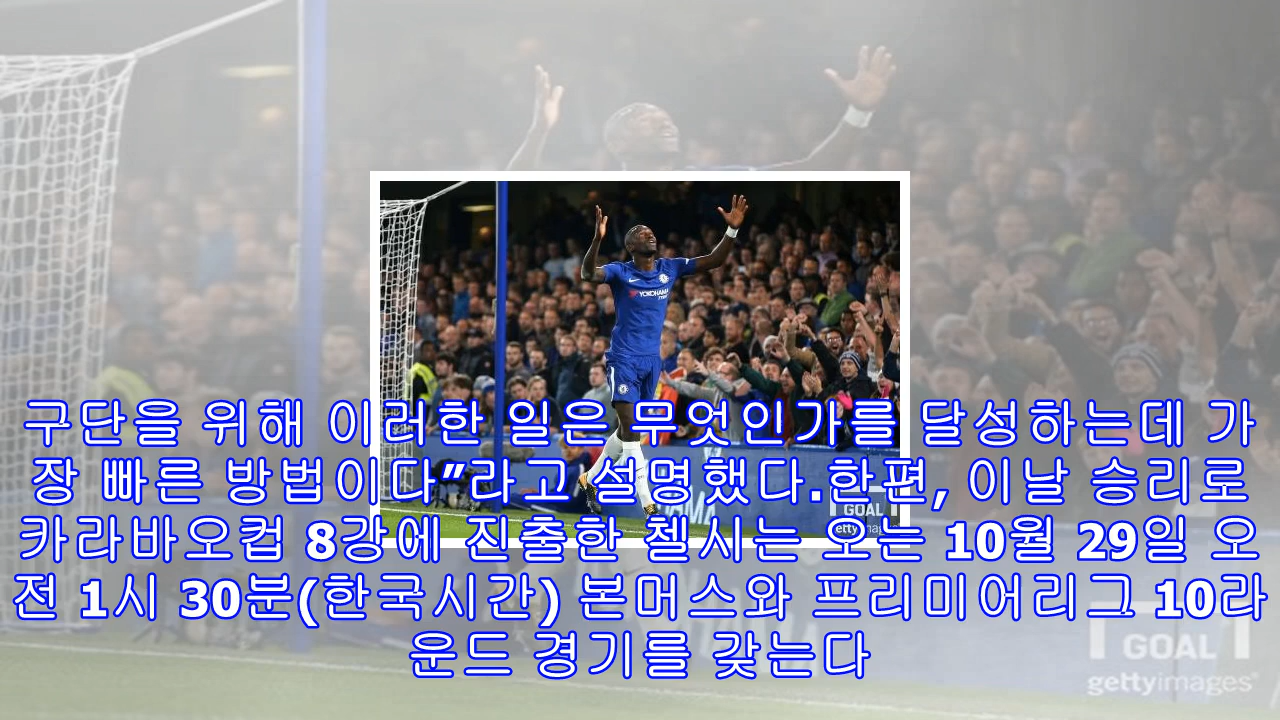 YOKOHAMA
구단을 위해 이러한 일은 무엇인가를 달성하는데 가
장 빠른 방법이다”라고 설명했다.한편, 이날 승리로
카라바오컵 8강에 진출한 첼시는 오는 10월 29일 오
전 1시 30분(한국시간) 본머스와 프리미어리그 10라
운드 경기를 갖는다
GOAL
gettyimages
GOAL
gettyimages®